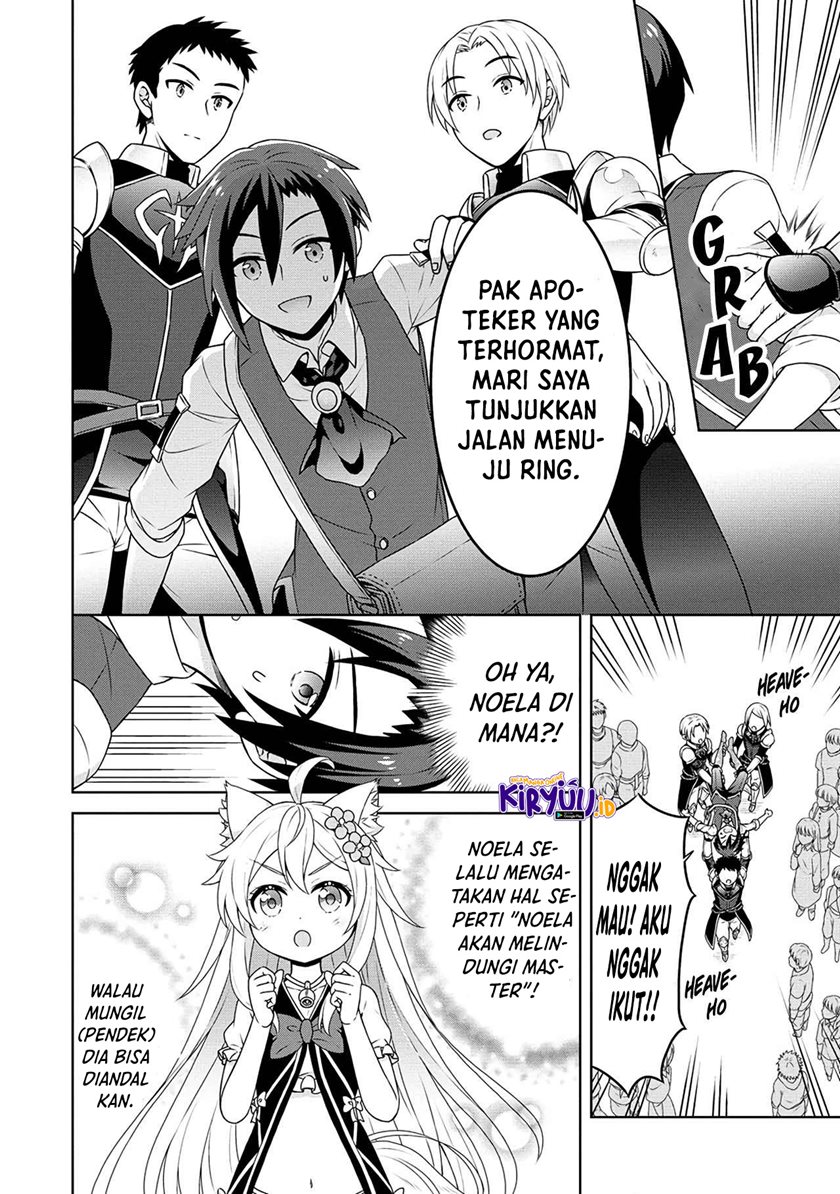 GRAB
PAK APO-
TEKER YANG
TERHORMAT,
MARI SAYA
TUNJUKKAN
JALAN MENU-
JU RING.
HEAVE-
HO
NGGAK
MAU! AKU
NGGAK
IKUT!!
HEAVE-
HO
OH YA,
NOELA DI
MANA?!
KIRYUU.ID
NOELA SE-
LALU MENGA-
TAKAN HAL SE-
PERTI "NOELA
AKAN MELIN-
DUNGI MAS-
TER"!
WALAU
MUNGIL
(PENDEK)
DIA BISA
DIANDAL
KAN.